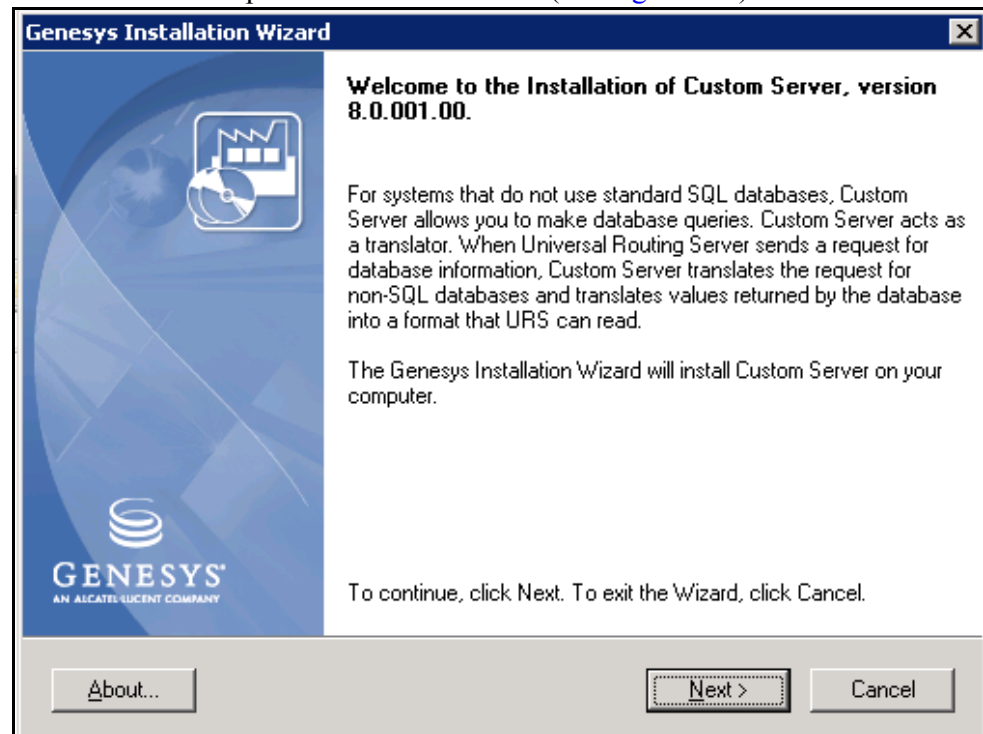 Genesys Installation Wizard
Welcome to the Installation of Custom Server, version
8.0.001.00.
For systems that do not use standard SQL databases, Custom
Server allows you to make database queries. Custom Server acts as
a translator. When Universal Routing Server sends a request for
database information, Custom Server translates the request for
non-SQL databases and translates values returned by the database
into a format that URS can read.
The Genesys Installation Wizard will install Custom Server on your
computer.
GENESYS
AN ALCATEL-LUCENT COMPANY
To continue, click Next. To exit the Wizard, click Cancel.
About...
Next >
Cancel